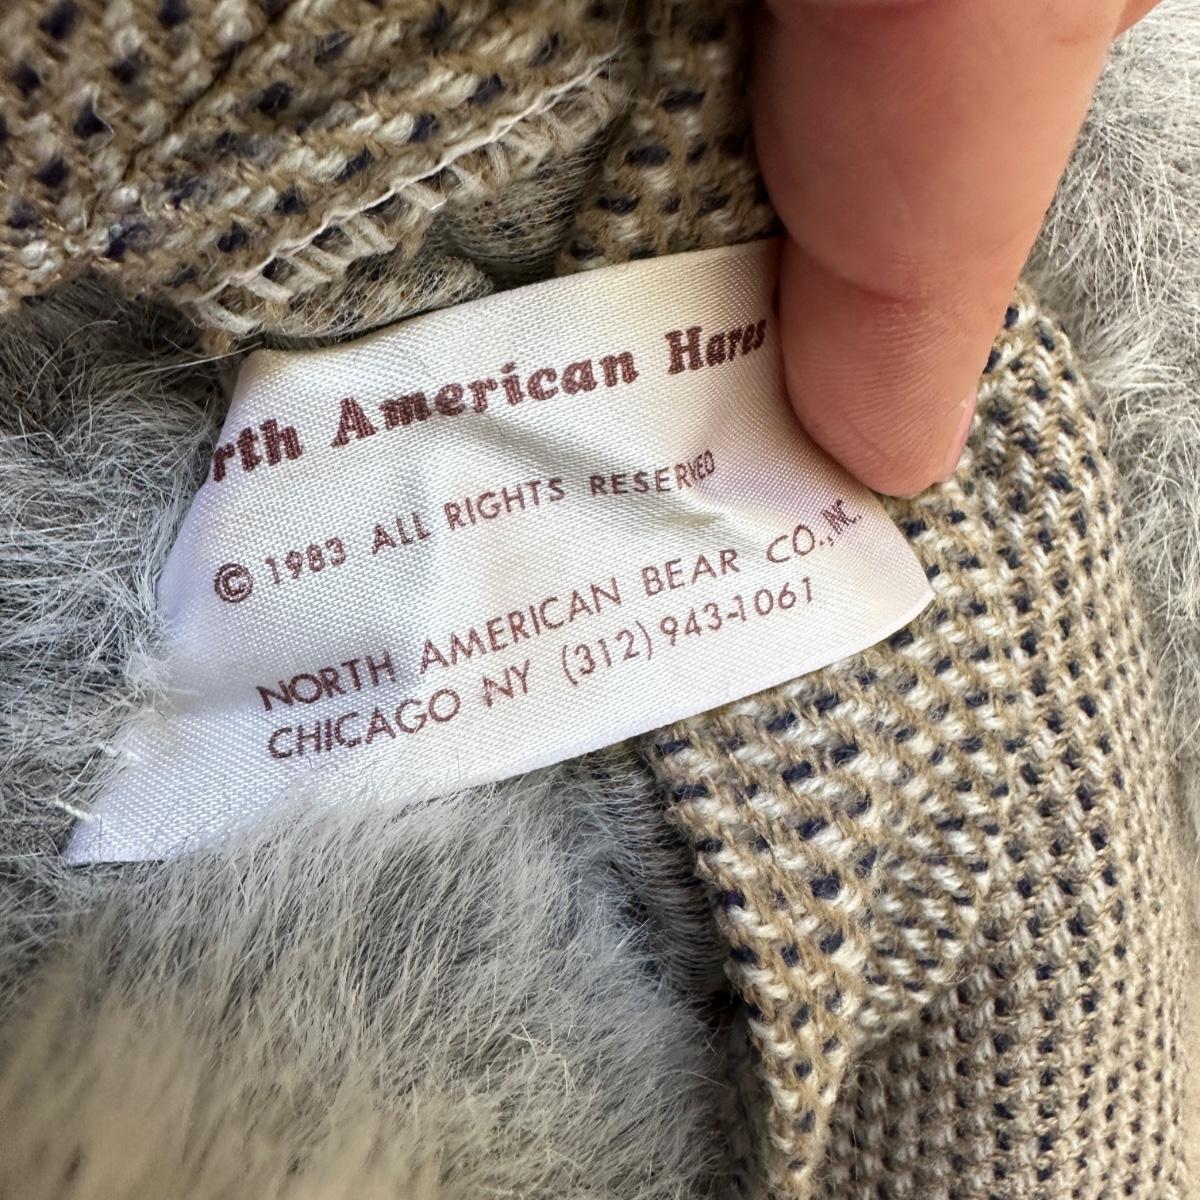 rth American Hares
© 1983 ALL RIGHTS RESERVED
NORTH AMERICAN BEAR CO., INC.
CHICAGO NY (312) 943-1061